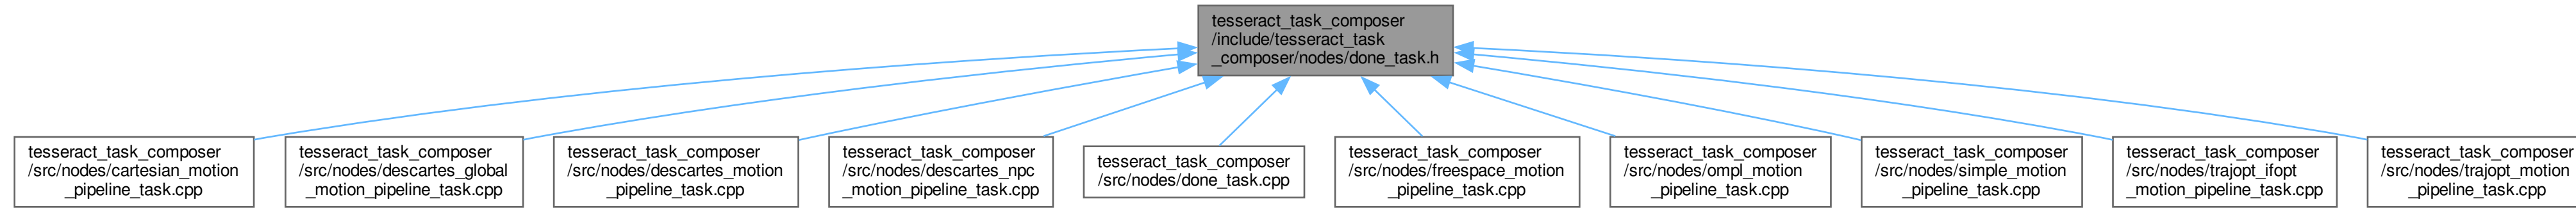 tesseract_task_composer
/include/tesseract_task
_composer/nodes/done_task.h
tesseract_task_composer
/src/nodes/cartesian_motion
_pipeline_task.cpp
tesseract_task_composer
/src/nodes/descartes_global
_motion_pipeline_task.cpp
tesseract_task_composer
/src/nodes/descartes_motion
_pipeline_task.cpp
tesseract_task_composer
/src/nodes/descartes_npc
_motion_pipeline_task.cpp
tesseract_task_composer
/src/nodes/done_task.cpp
tesseract_task_composer
/src/nodes/freespace_motion
_pipeline_task.cpp
tesseract_task_composer
/src/nodes/ompl_motion
_pipeline_task.cpp
tesseract_task_composer
/src/nodes/simple_motion
_pipeline_task.cpp
tesseract_task_composer
/src/nodes/trajopt_ifopt
_motion_pipeline_task.cpp
tesseract_task_composer
/src/nodes/trajopt_motion
_pipeline_task.cpp